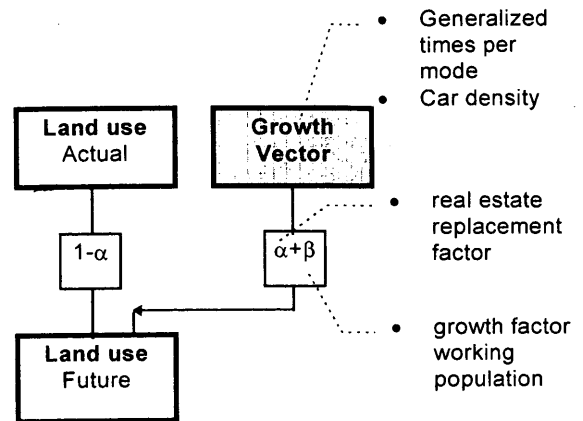 • Generalized
times per
mode
• Car density
Land use
Actual
Growth
Vector
1-α
α+β
• real estate
replacement
factor
• growth factor
working
population
Land use
Future